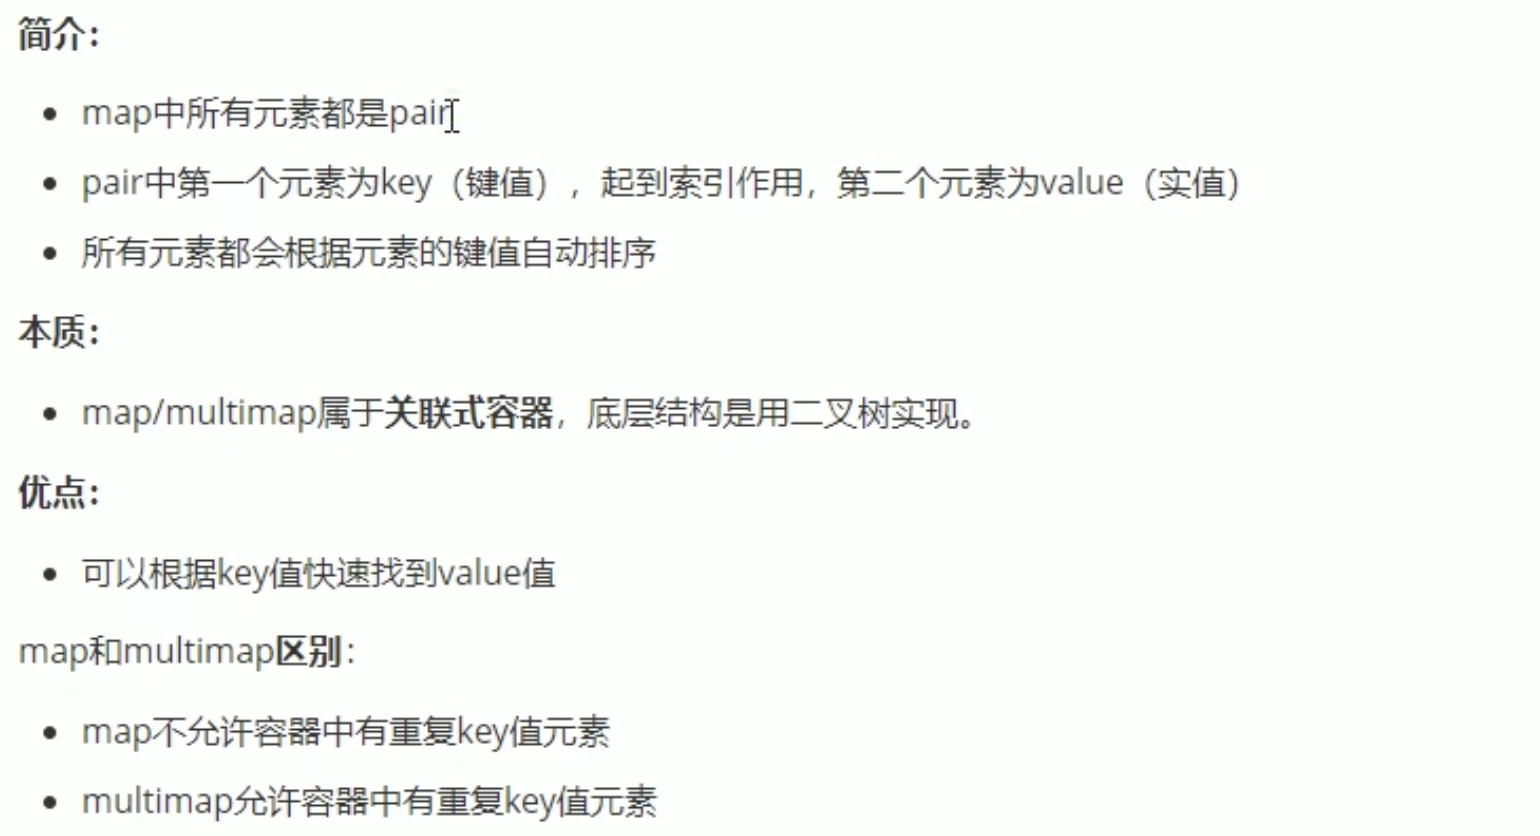 简介：
map中所有元素都是pair
pair中第一个元素为key（键值），起到索引作用，第二个元素为value（实值）
所有元素都会根据元素的键值自动排序
本质：
map/multimap属于关联式容器，底层结构是用二叉树实现。
优点：
可以根据key值快速找到value值
map和multimap区别：
map不允许容器中有重复key值元素
multimap允许容器中有重复key值元素